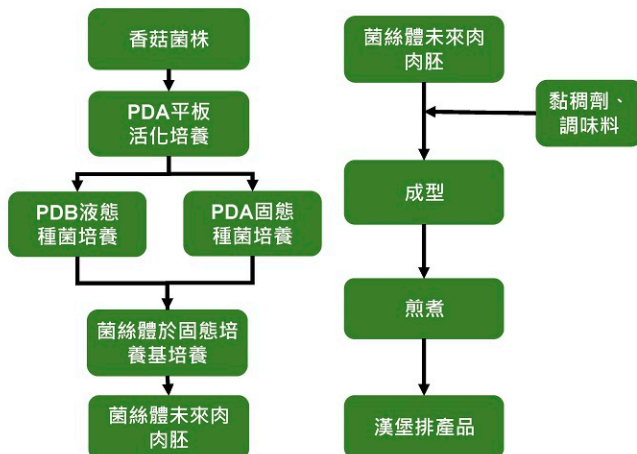 香菇菌株
PDA平板
活化培養
PDB液態
種菌培養
PDA固態
種菌培養
菌絲體於固態培
養基培養
菌絲體未來肉
肉胚
菌絲體未來肉
肉胚
黏稠劑、
調味料
成型
煎煮
漢堡排產品